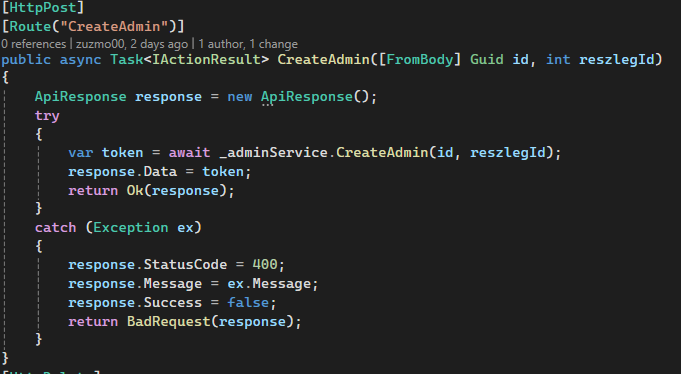 [HttpPost]
[Route("CreateAdmin")]
0 references | zuzmo00, 2 days ago | 1 author, 1 change
public async Task<IActionResult> CreateAdmin([FromBody] Guid id, int reszlegId)
{
ApiResponse response = new ApiResponse();
try
{
var token = await _adminService.CreateAdmin(id, reszlegId);
response.Data = token;
return Ok(response);
}
catch (Exception ex)
{
response.StatusCode = 400;
response.Message = ex.Message;
response.Success = false;
return BadRequest(response);
}
}